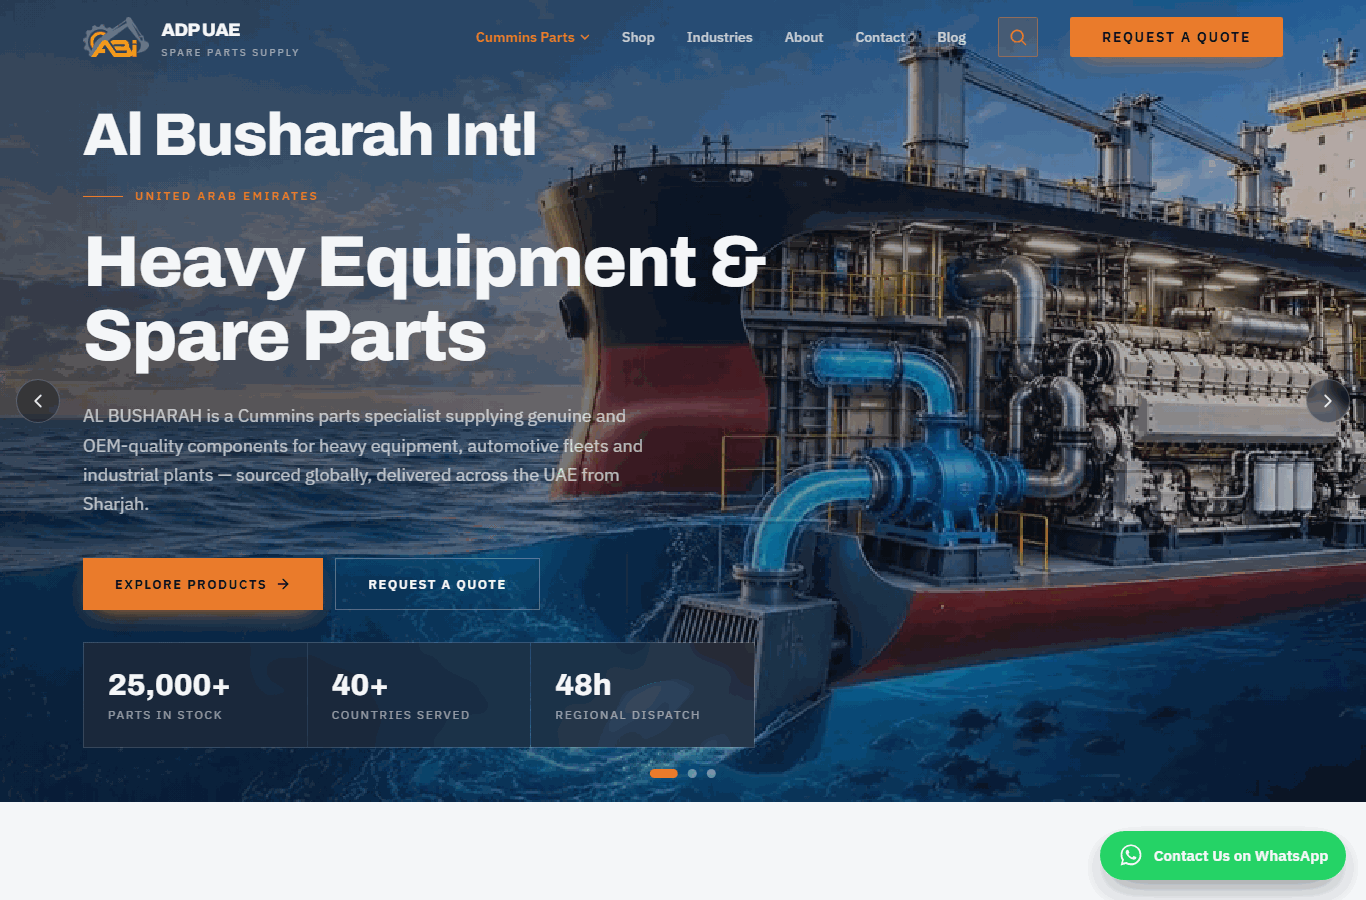 ABi
ADP UAE
SPARE PARTS SUPPLY
Cummins Parts
Shop
Industries
About
Contact
Blog
REQUEST A QUOTE
Al Busharah Intl
UNITED ARAB EMIRATES
Heavy Equipment &
Spare Parts
AL BUSHARAH is a Cummins parts specialist supplying genuine and
OEM-quality components for heavy equipment, automotive fleets and
industrial plants — sourced globally, delivered across the UAE from
Sharjah.
EXPLORE PRODUCTS →
REQUEST A QUOTE
25,000+
PARTS IN STOCK
40+
COUNTRIES SERVED
48h
REGIONAL DISPATCH
Contact Us on WhatsApp